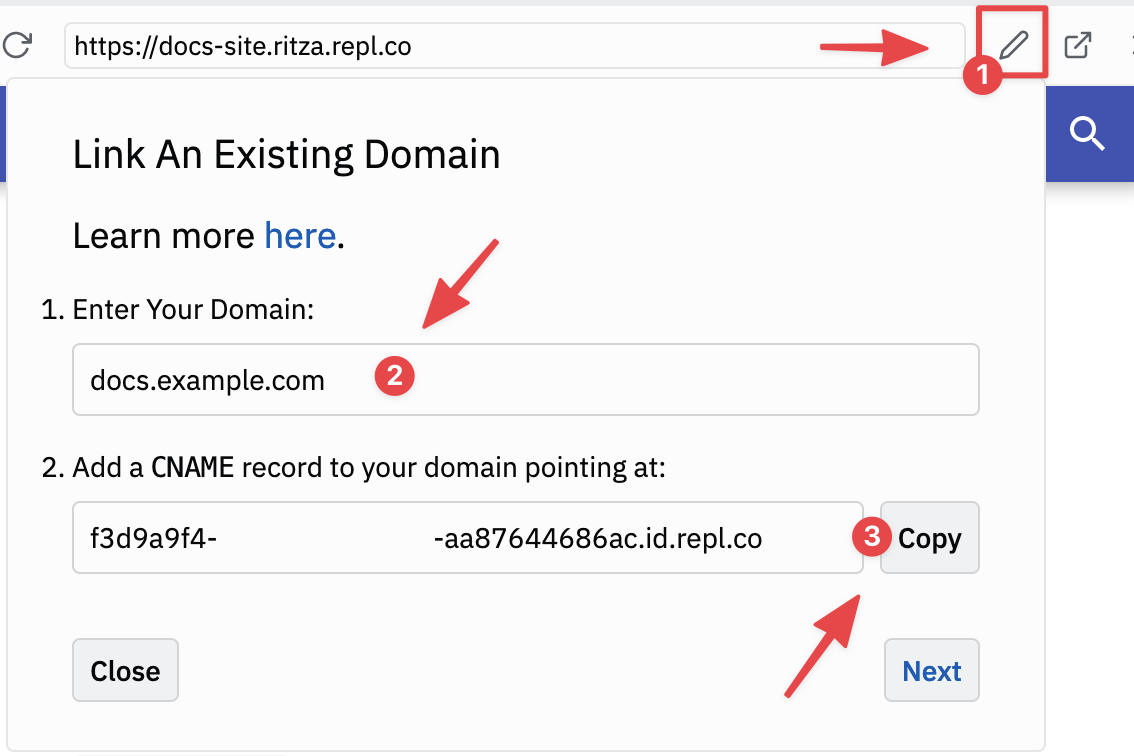 https://docs-site.ritza.repl.co
1
Link An Existing Domain
Learn more here.
1. Enter Your Domain:
docs.example.com 2
2. Add a CNAME record to your domain pointing at:
f3d9a9f4- -aa87644686ac.id.repl.co 3 Copy
Close Next